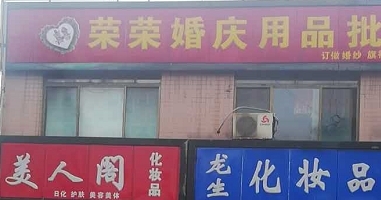 荣荣婚庆用品批
订做婚纱 旗
美人阁 化妆品
日化 护肤 美容美体
龙生化妆品